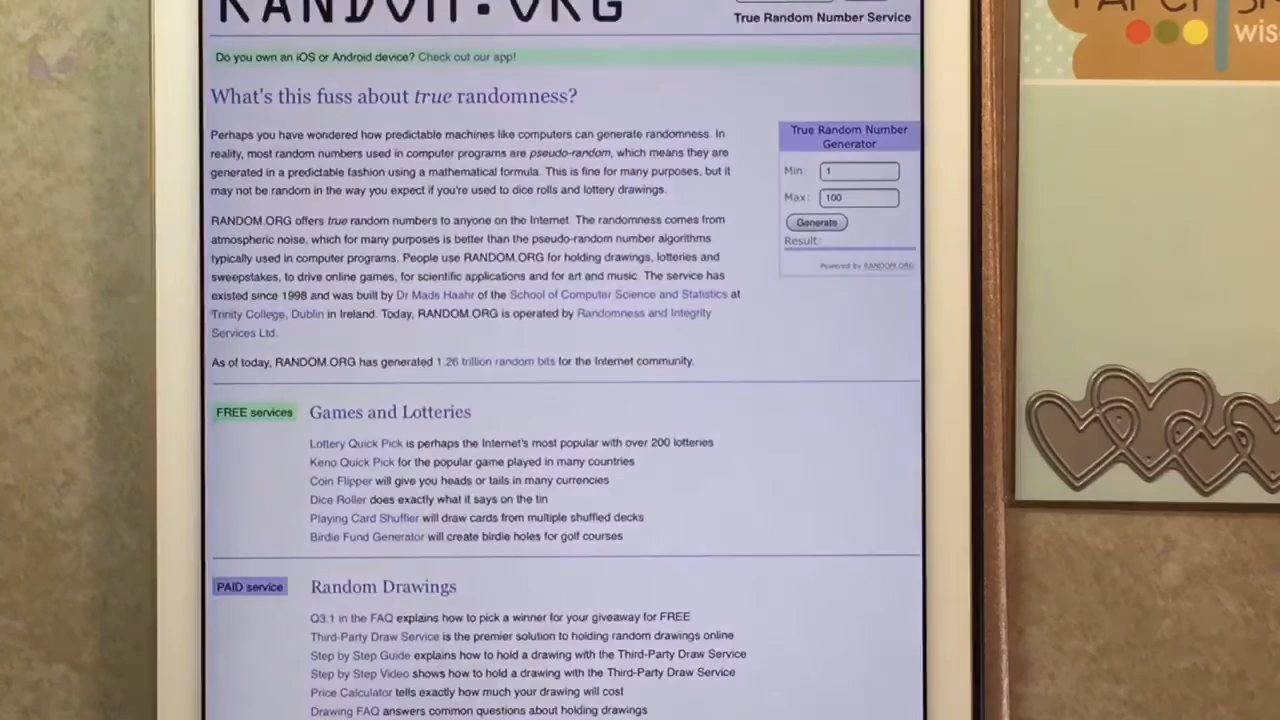 RANDOM.ORG
True Random Number Service
Do you own an iOS or Android device? Check out our app!
What's this fuss about true randomness?
Perhaps you have wondered how predictable machines like computers can generate randomness. In
reality, most random numbers used in computer programs are pseudo-random, which means they are
generated in a predictable fashion using a mathematical formula. This is fine for many purposes, but it
may not be random in the way you expect if you're used to dice rolls and lottery drawings.
RANDOM.ORG offers true random numbers to anyone on the Internet. The randomness comes from
atmospheric noise, which for many purposes is better than the pseudo-random number algorithms
typically used in computer programs. People use RANDOM.ORG for holding drawings, lotteries and
sweepstakes, to drive online games, for scientific applications and for art and music. The service has
existed since 1998 and was built by Dr Mads Haahr of the School of Computer Science and Statistics at
Trinity College, Dublin in Ireland. Today, RANDOM.ORG is operated by Randomness and Integrity
Services Ltd.
As of today, RANDOM.ORG has generated 1.26 trillion random bits for the Internet community.
True Random Number
Generator
Min: 1
Max: 100
Generate
Result:
Powered by RANDOM.ORG
FREE services
Games and Lotteries
Lottery Quick Pick is perhaps the Internet's most popular with over 200 lotteries
Keno Quick Pick for the popular game played in many countries
Coin Flipper will give you heads or tails in many currencies
Dice Roller does exactly what it says on the tin
Playing Card Shuffler will draw cards from multiple shuffled decks
Birdie Fund Generator will create birdie holes for golf courses
PAID service
Random Drawings
Q3.1 in the FAQ explains how to pick a winner for your giveaway for FREE
Third-Party Draw Service is the premier solution to holding random drawings online
Step by Step Guide explains how to hold a drawing with the Third-Party Draw Service
Step by Step Video shows how to hold a drawing with the Third-Party Draw Service
Price Calculator tells exactly how much your drawing will cost
Drawing FAQ answers common questions about holding drawings
PAPER
wis